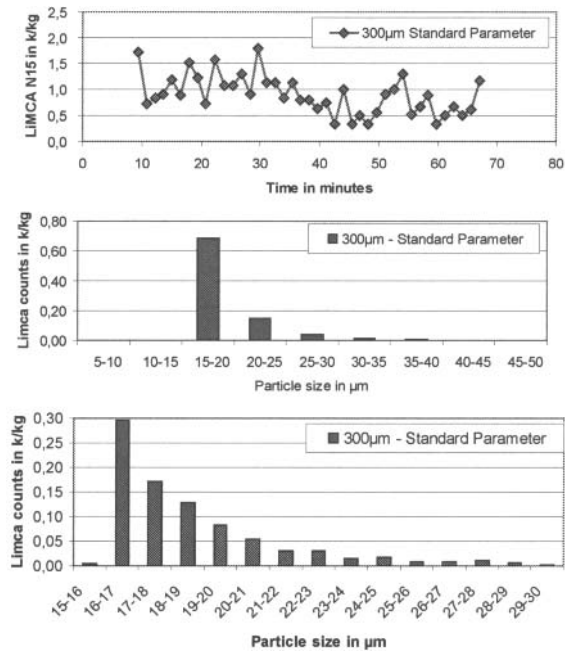 LiMCA N15 in k/kg
2,5
2,0
1,5
1,0
0,5
0,0
300µm Standard Parameter
0 10 20 30 40 50 60 70 80
Time in minutes
Limca counts in k/kg
0,80
0,60
0,40
0,20
0,00
300µm - Standard Parameter
5-10 10-15 15-20 20-25 25-30 30-35 35-40 40-45 45-50
Particle size in µm
Limca counts in k/kg
0,30
0,25
0,20
0,15
0,10
0,05
0,00
300µm - Standard Parameter
15-16 16-17 17-18 18-19 19-20 20-21 21-22 22-23 23-24 24-25 25-26 26-27 27-28 28-29 29-30
Particle size in µm